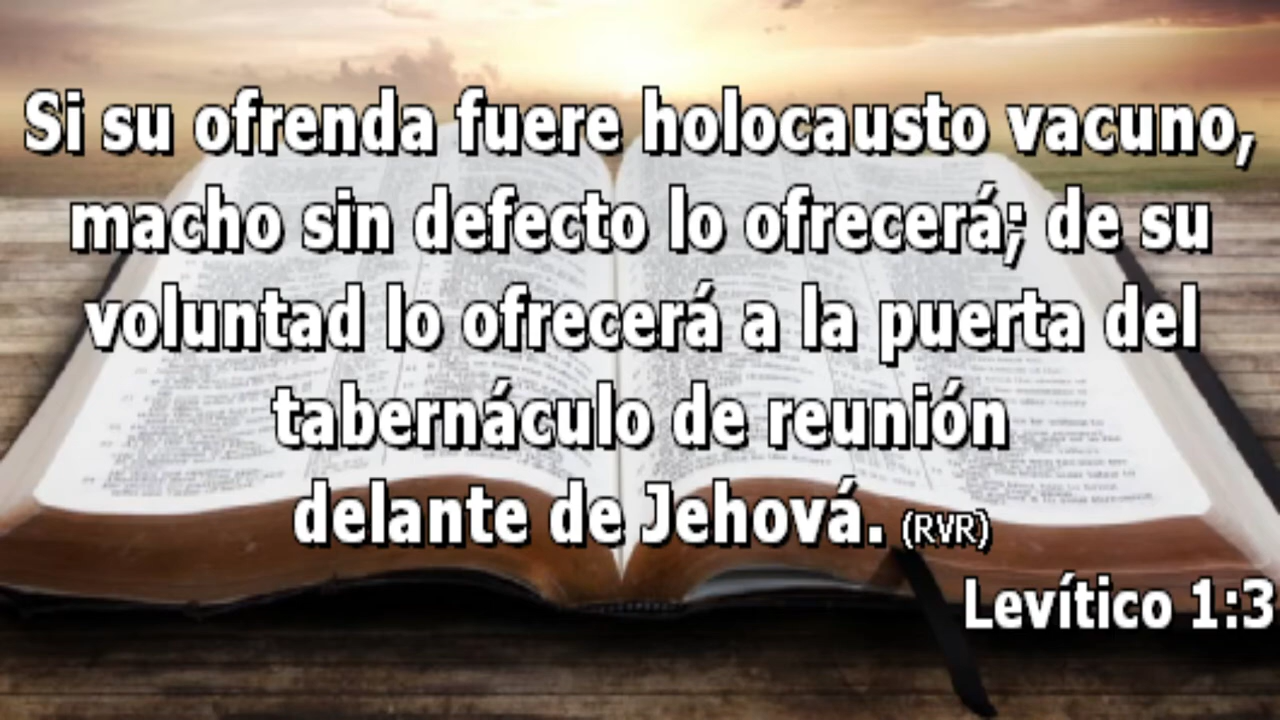 Si su ofrenda fuere holocausto vacuno,
macho sin defecto lo ofrecerá; de su
voluntad lo ofrecerá a la puerta del
tabernáculo de reunión
delante de Jehová. (RVR)
Levítico 1:3